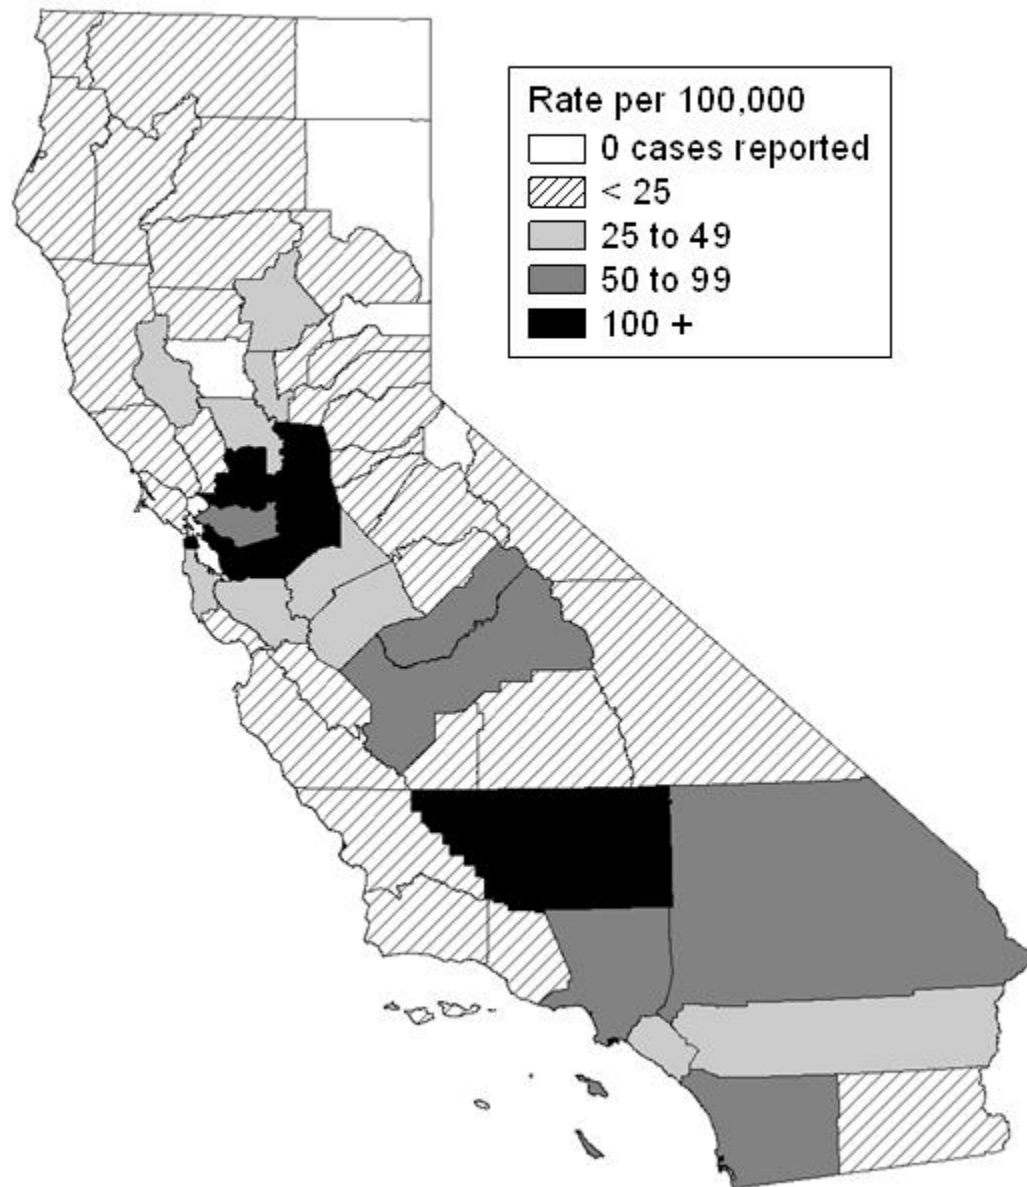 Rate per 100,000
0 cases reported
< 25
25 to 49
50 to 99
100 +